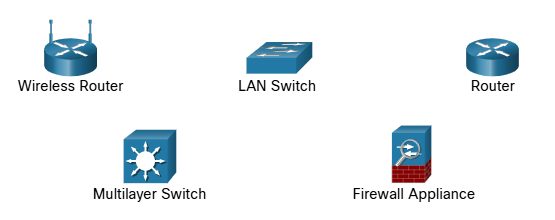 Wireless Router
LAN Switch
Router
Multilayer Switch
Firewall Appliance